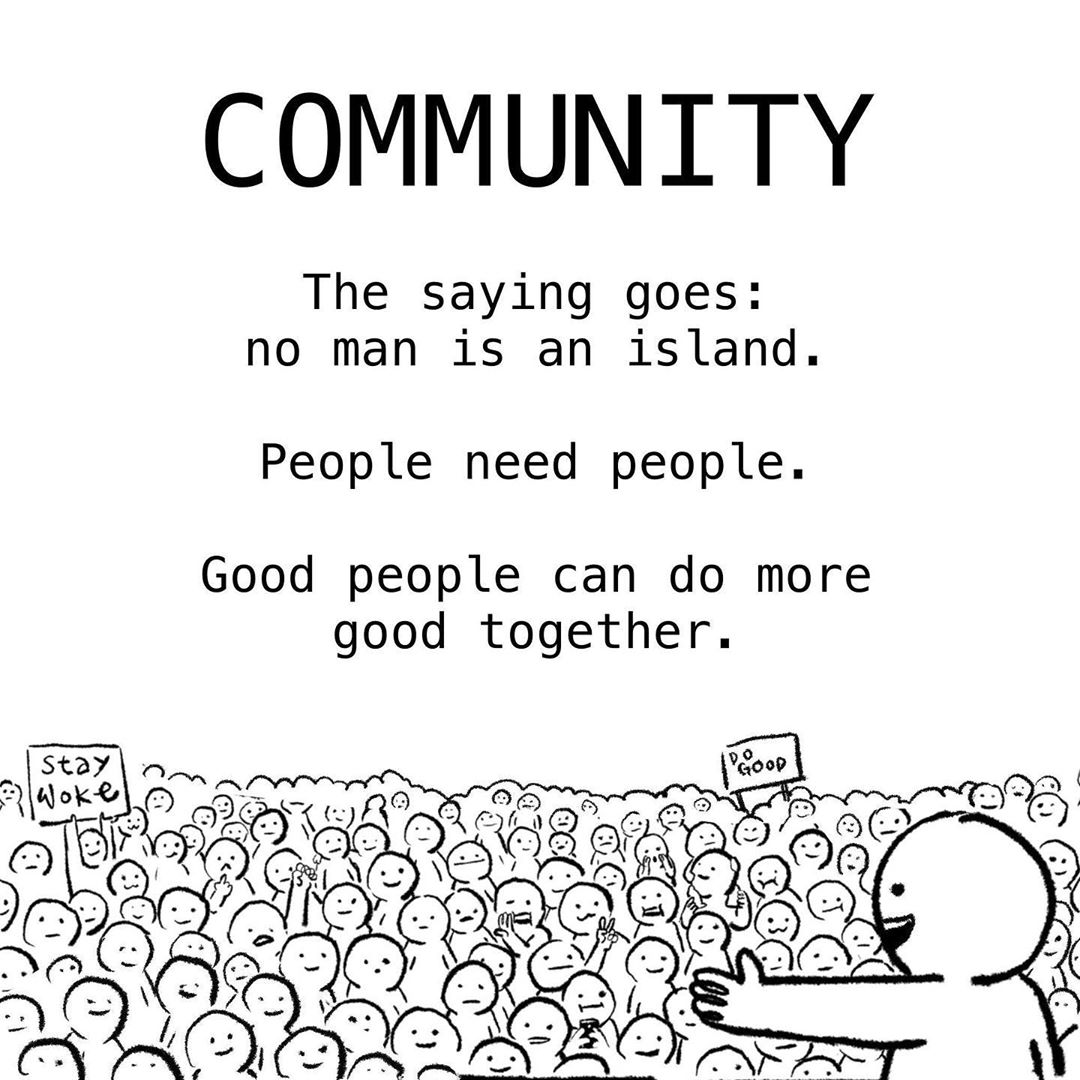 COMMUNITY
The saying goes:
no man is an island.
People need people.
Good people can do more
good together.
stay
woke
DO
GOOD